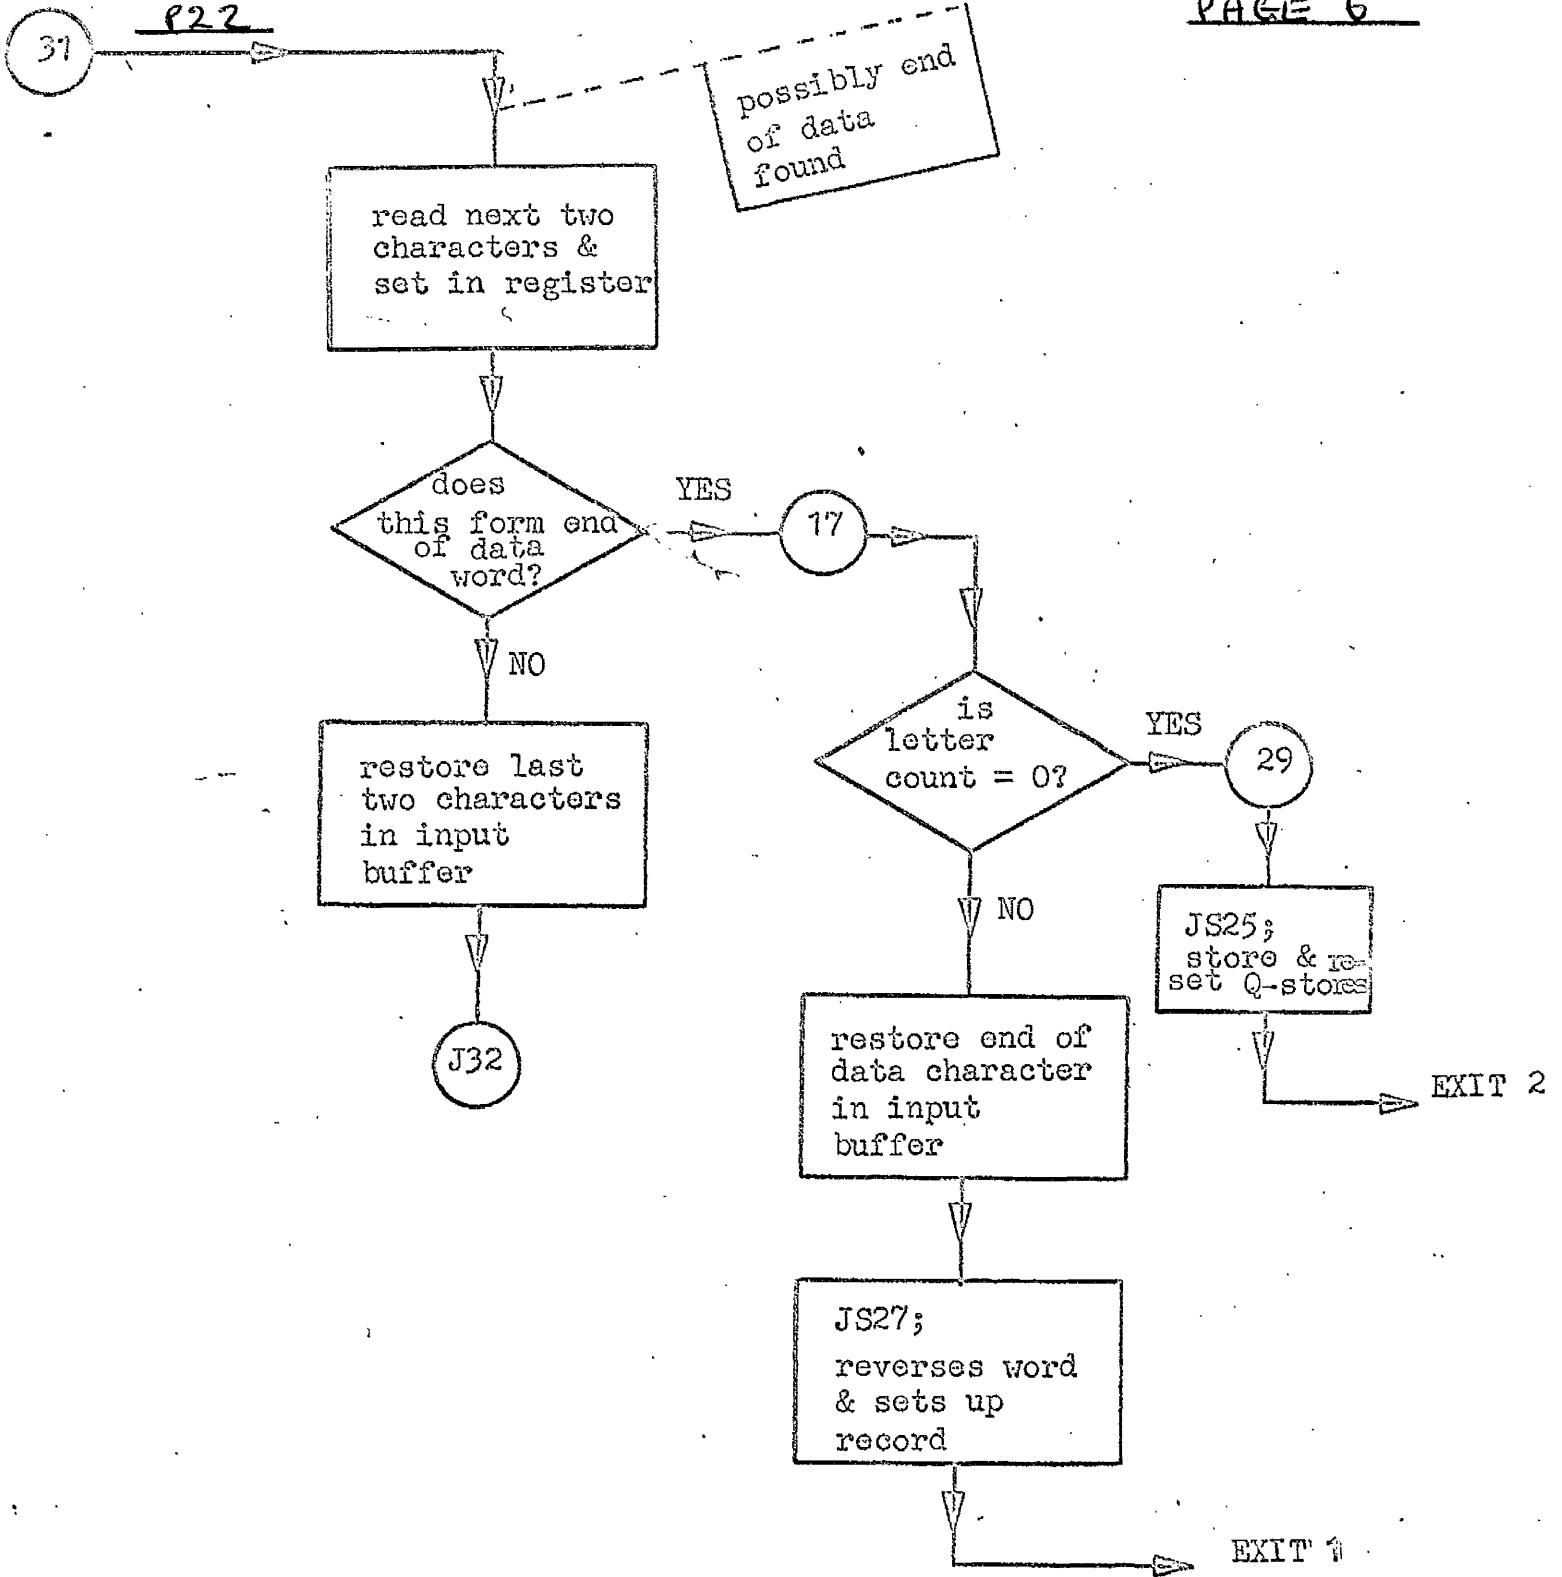 P22
PAGE 6
31
possibly end
of data
found
read next two
characters &
set in register
does
this form end
of data
word?
YES
17
NO
is
letter
count = 0?
YES
29
restore last
two characters
in input
buffer
NO
JS25;
store & re-
set Q-stores
J32
restore end of
data character
in input
buffer
EXIT 2
JS27;
reverses word
& sets up
record
EXIT 1